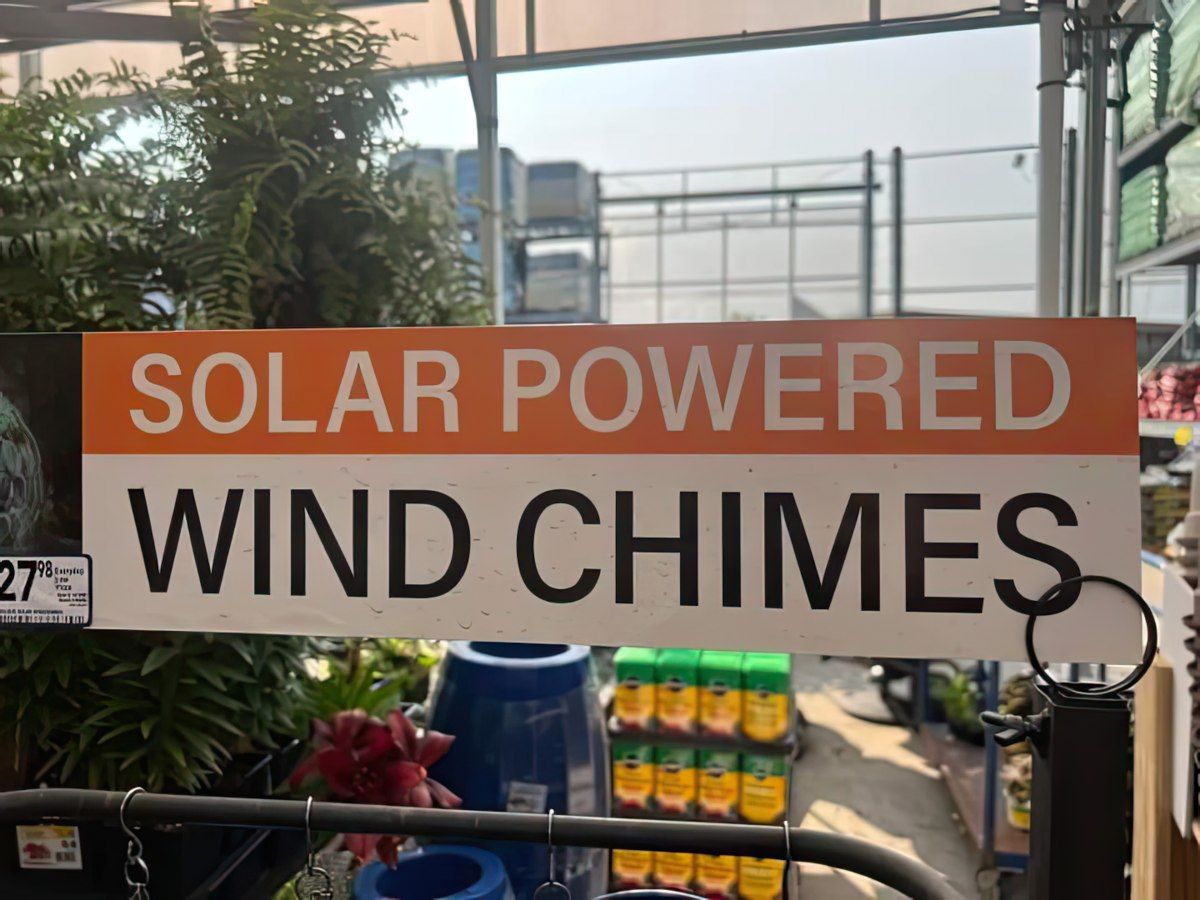 SOLAR POWERED
WIND CHIMES
27 98